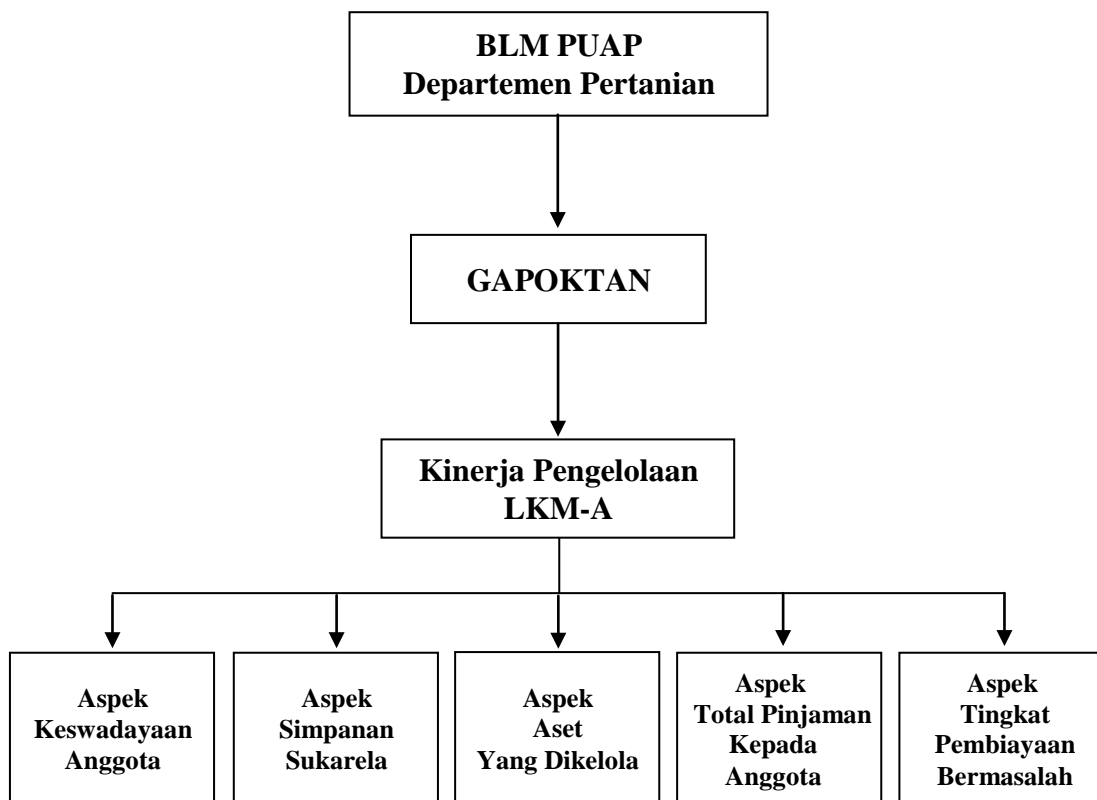 BLM PUAP
Departemen Pertanian
GAPOKTAN
Kinerja Pengelolaan
LKM-A
Aspek
Keswadayaan
Anggota
Aspek
Simpanan
Sukarela
Aspek
Aset
Yang Dikelola
Aspek
Total Pinjaman
Kepada
Anggota
Aspek
Tingkat
Pembiayaan
Bermasalah